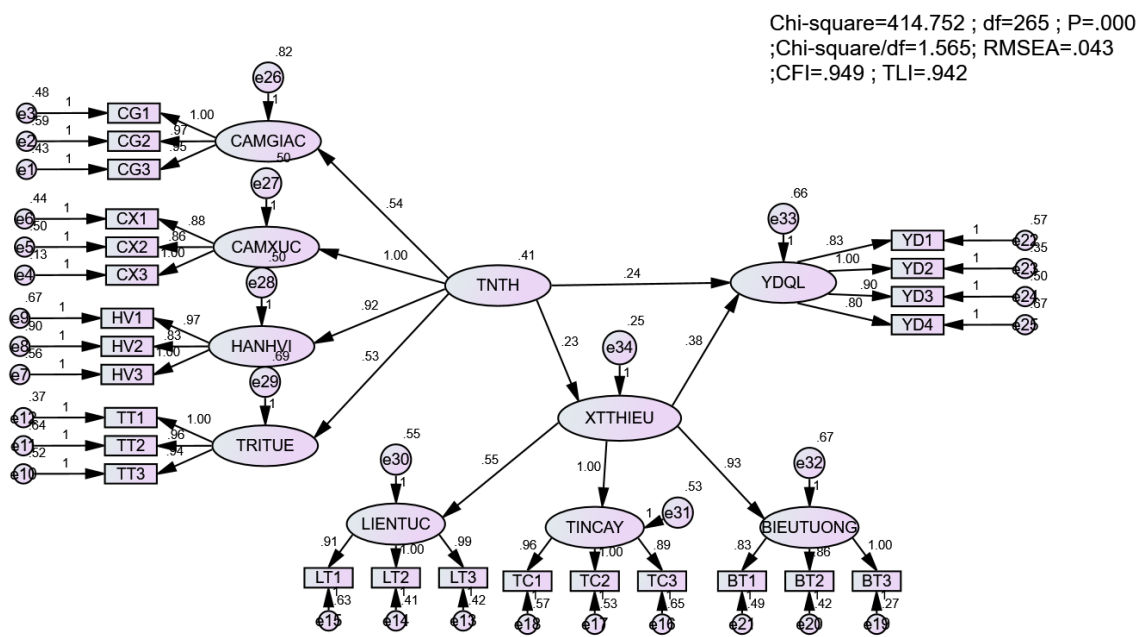 Chi-square=414.752 ; df=265 ; P=.000
;Chi-square/df=1.565; RMSEA=.043
;CFI=.949 ; TLI=.942
.82
e26
1
.48
e3 1 CG1 1.00
.59
e2 1 CG2 .97 CAMGIAC
.43
e1 1 CG3 .95
.50
e27
1
.54
.44
e6 1 CX1 .88
.50
e5 1 CX2 .86 CAMXUC
.13
e4 1 CX3 1.00
.50
e28
1
1.00
.41
TNTH
.24
.66
e33
1
YDQL
.83 YD1 1 e22 .57
1.00 YD2 1 e23 .35
.90 YD3 1 e24 .50
.80 YD4 1 e25 .67
.67
e9 1 HV1 .97
.90
e8 1 HV2 .83 HANHVI
.56
e7 1 HV3 1.00
.69
e29
1
.92
.53
.23
.25
e34
1
.38
XTTHIEU
.37
e12 1 TT1 1.00
.64
e11 1 TT2 .96 TRITUE
.52
e10 1 TT3 .94
.55
e30
1
.55
1.00
.93
.53
1 e31
.67
e32
1
LIENTUC
TINCAY
BIEUTUONG
.91 1.00 .99
.96 1.00 .89
.83 .86 1.00
LT1 LT2 LT3
TC1 TC2 TC3
BT1 BT2 BT3
1 1 1 1 1 1 1 1 1
.63 .41 .42 .57 .53 .65 .49 .42 .27
e15 e14 e13 e18 e17 e16 e21 e20 e19